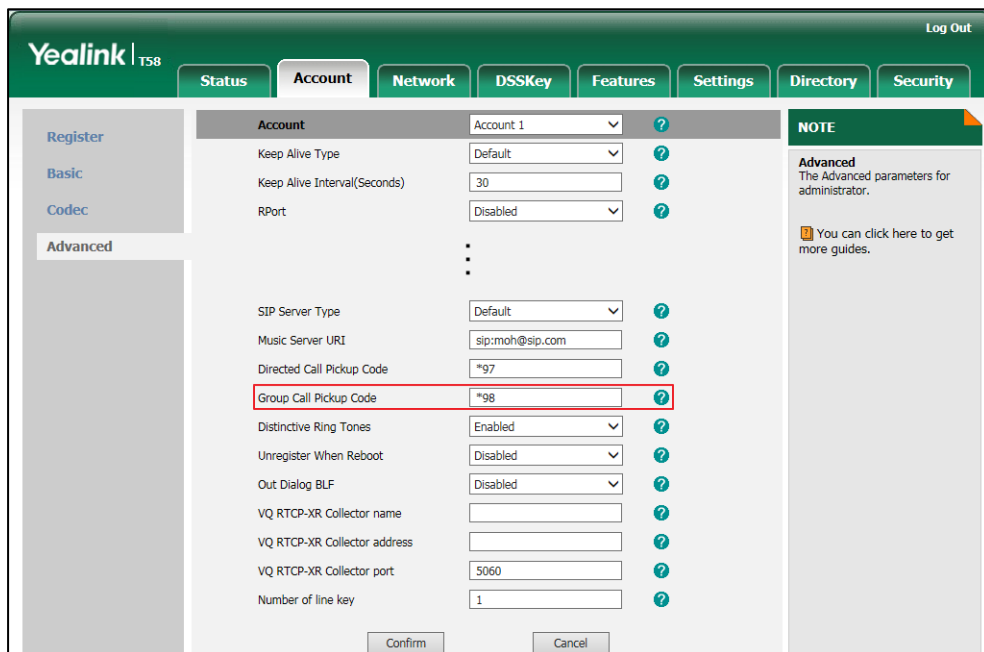 Log Out
Yealink | T58
Status Account Network DSSKey Features Settings Directory Security
Register
Basic
Codec
Advanced
Account Account 1
Keep Alive Type Default
Keep Alive Interval(Seconds) 30
RPort Disabled
SIP Server Type Default
Music Server URI sip:moh@sip.com
Directed Call Pickup Code *97
Group Call Pickup Code *98
Distinctive Ring Tones Enabled
Unregister When Reboot Disabled
Out Dialog BLF Disabled
VQ RTCP-XR Collector name
VQ RTCP-XR Collector address
VQ RTCP-XR Collector port 5060
Number of line key 1
Confirm Cancel
NOTE
Advanced
The Advanced parameters for
administrator.
You can click here to get
more guides.